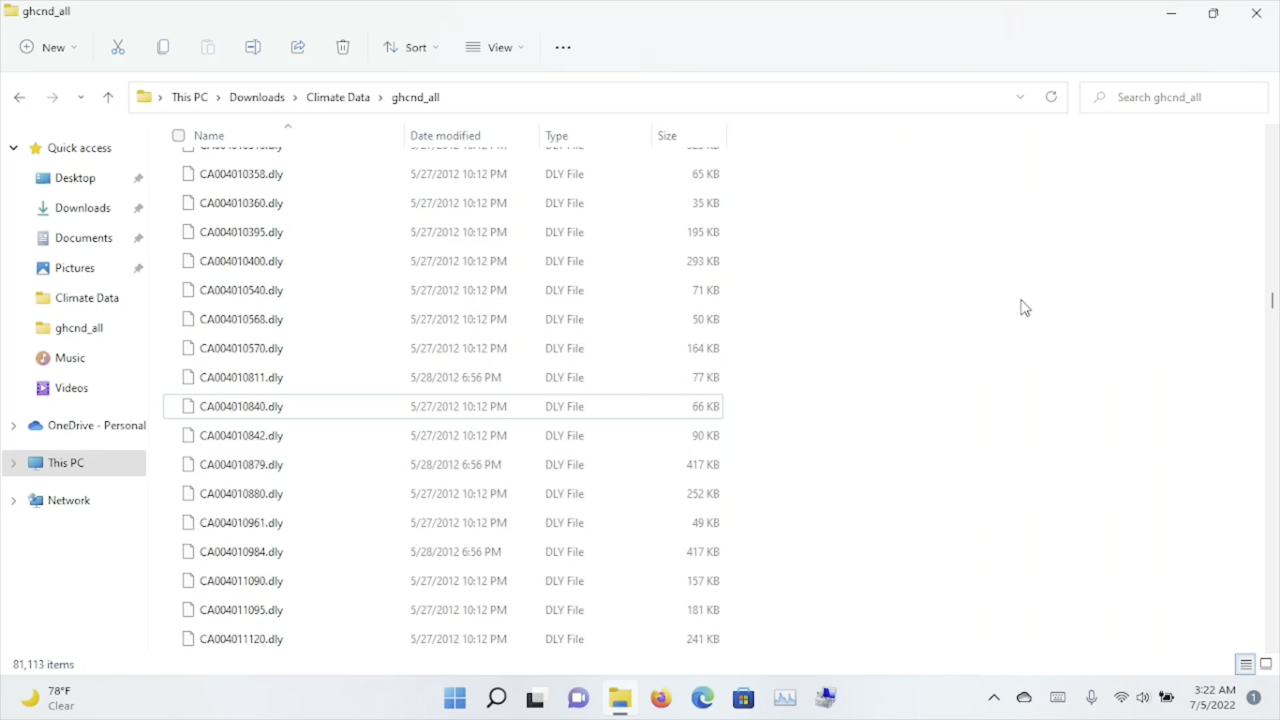 ghcnd_all
New Sort View
This PC Downloads Climate Data ghcnd_all Search ghcnd_all
Name Date modified Type Size
Quick access
Desktop
Downloads
Documents
Pictures
Climate Data
ghcnd_all
Music
Videos
OneDrive - Personal
This PC
Network
CA004010358.dly 5/27/2012 10:12 PM DLY File 65 KB
CA004010360.dly 5/27/2012 10:12 PM DLY File 35 KB
CA004010395.dly 5/27/2012 10:12 PM DLY File 195 KB
CA004010400.dly 5/27/2012 10:12 PM DLY File 293 KB
CA004010540.dly 5/27/2012 10:12 PM DLY File 71 KB
CA004010568.dly 5/27/2012 10:12 PM DLY File 50 KB
CA004010570.dly 5/27/2012 10:12 PM DLY File 164 KB
CA004010811.dly 5/28/2012 6:56 PM DLY File 77 KB
CA004010840.dly 5/27/2012 10:12 PM DLY File 66 KB
CA004010842.dly 5/27/2012 10:12 PM DLY File 90 KB
CA004010879.dly 5/28/2012 6:56 PM DLY File 417 KB
CA004010880.dly 5/27/2012 10:12 PM DLY File 252 KB
CA004010961.dly 5/27/2012 10:12 PM DLY File 49 KB
CA004010984.dly 5/28/2012 6:56 PM DLY File 417 KB
CA004011090.dly 5/27/2012 10:12 PM DLY File 157 KB
CA004011095.dly 5/27/2012 10:12 PM DLY File 181 KB
CA004011120.dly 5/27/2012 10:12 PM DLY File 241 KB
81,113 items
78°F
Clear
3:22 AM
7/5/2022 1